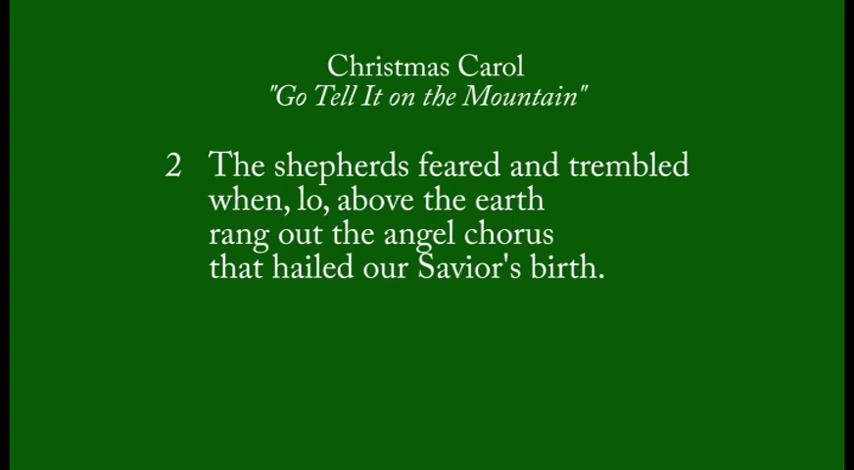 Christmas Carol
"Go Tell It on the Mountain"
2 The shepherds feared and trembled
when, lo, above the earth
rang out the angel chorus
that hailed our Savior's birth.